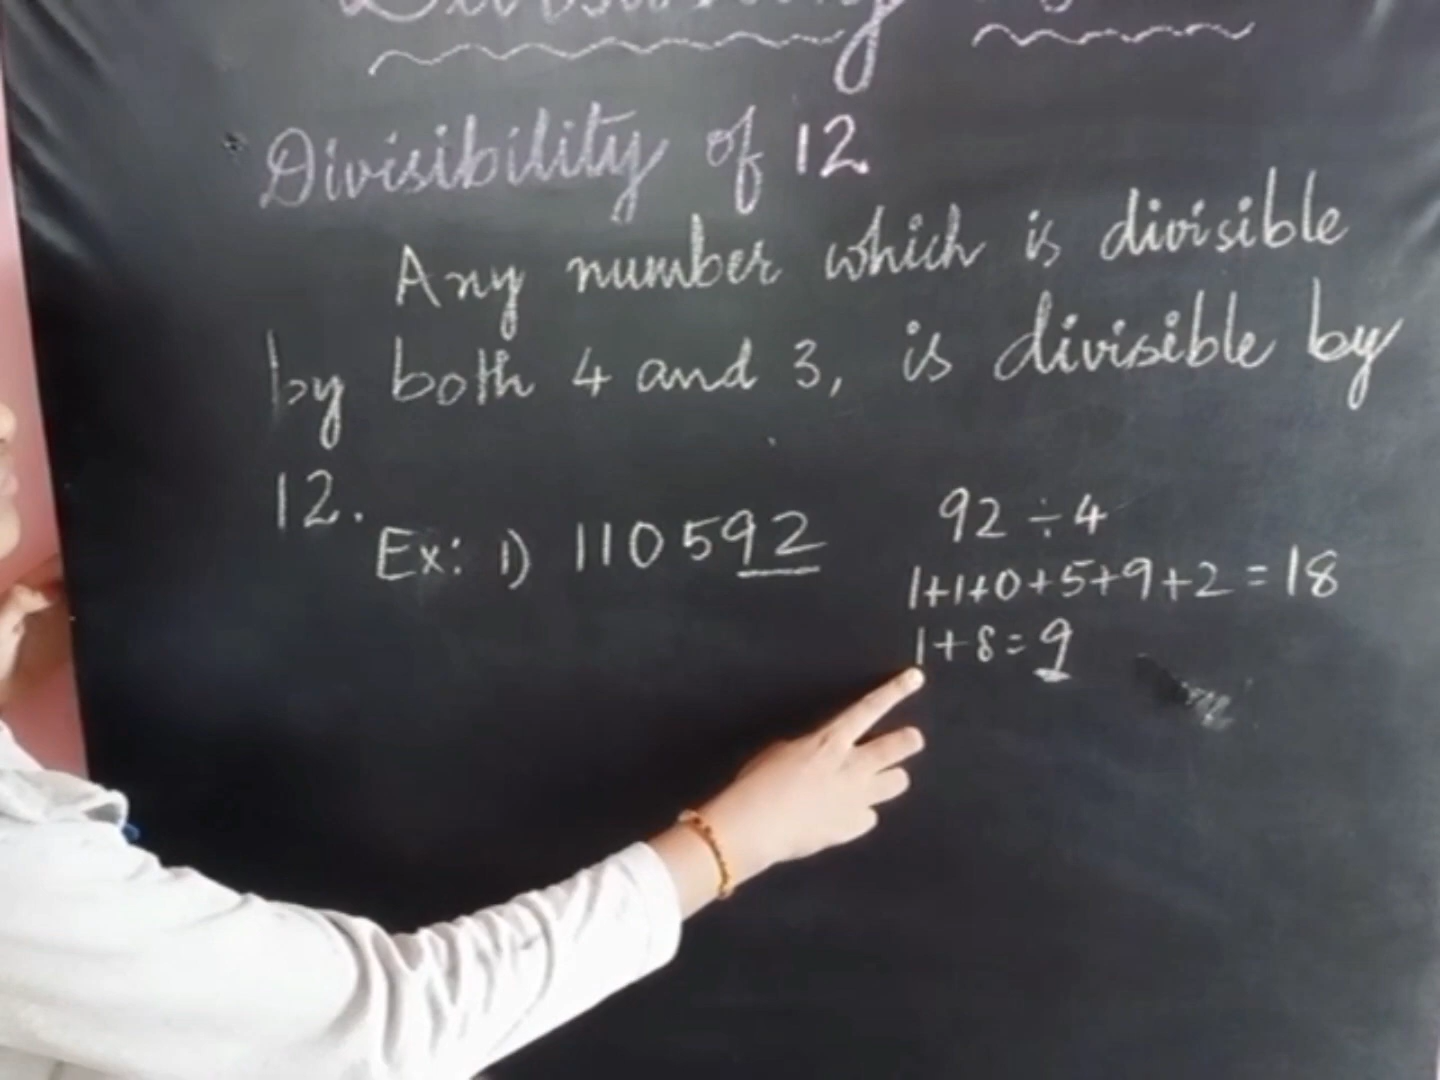 Divisibility of 12
Any number which is divisible
by both 4 and 3, is divisible by
12.
Ex: 1) 110592
92 ÷ 4
1+1+0+5+9+2 = 18
1+8= 9